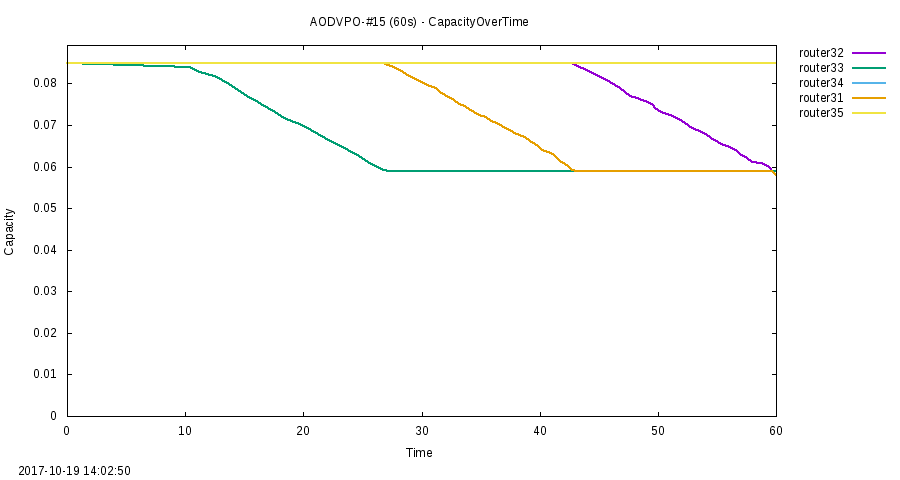 AODVPO-#15 (60s) - CapacityOverTime
router32
router33
router34
router31
router35
0.08
0.07
0.06
0.05
0.04
0.03
0.02
0.01
0
Capacity
0 10 20 30 40 50 60
Time
2017-10-19 14:02:50